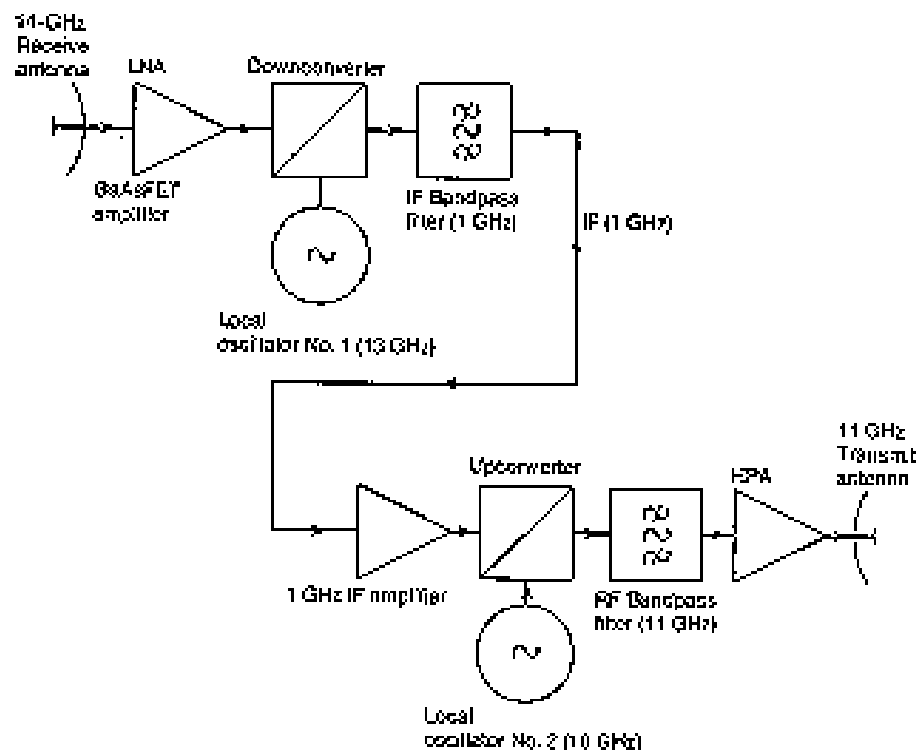 14-GHz
Receive
antenna
LNA
Downconverter
GaAsFET
amplifier
IF Bandpass
filter (1 GHz)
IF (1 GHz)
Local
oscillator No. 1 (13 GHz)
11 GHz
Transmit
antenna
Upconverter
HPA
1 GHz IF amplifier
RF Bandpass
filter (11 GHz)
Local
oscillator No. 2 (10 GHz)